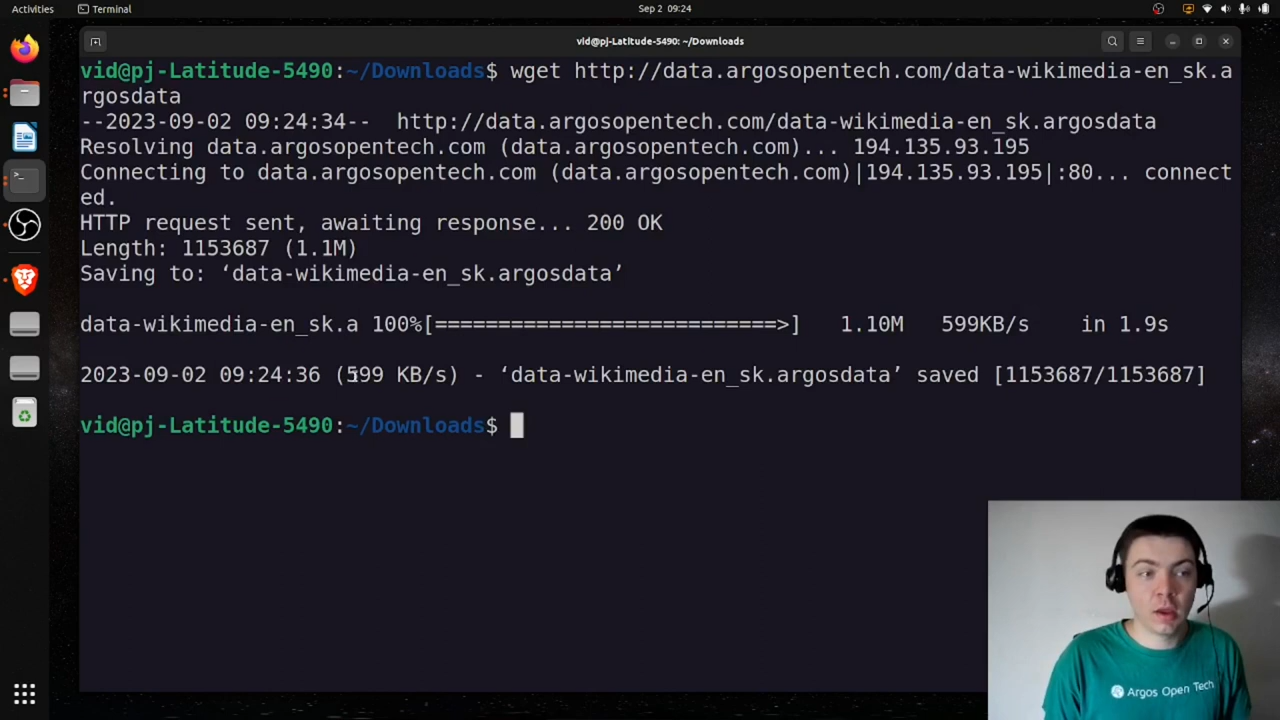 Activities
Terminal
Sep 2 09:24
vid@pj-Latitude-5490: ~/Downloads
vid@pj-Latitude-5490:~/Downloads$ wget http://data.argosopentech.com/data-wikimedia-en_sk.a
rgosdata
--2023-09-02 09:24:34--  http://data.argosopentech.com/data-wikimedia-en_sk.argosdata
Resolving data.argosopentech.com (data.argosopentech.com)... 194.135.93.195
Connecting to data.argosopentech.com (data.argosopentech.com)|194.135.93.195|:80... connect
ed.
HTTP request sent, awaiting response... 200 OK
Length: 1153687 (1.1M)
Saving to: ‘data-wikimedia-en_sk.argosdata’
data-wikimedia-en_sk.a 100%[===========================>]   1.10M   599KB/s    in 1.9s
2023-09-02 09:24:36 (599 KB/s) - ‘data-wikimedia-en_sk.argosdata’ saved [1153687/1153687]
vid@pj-Latitude-5490:~/Downloads$
Argos Open Tech